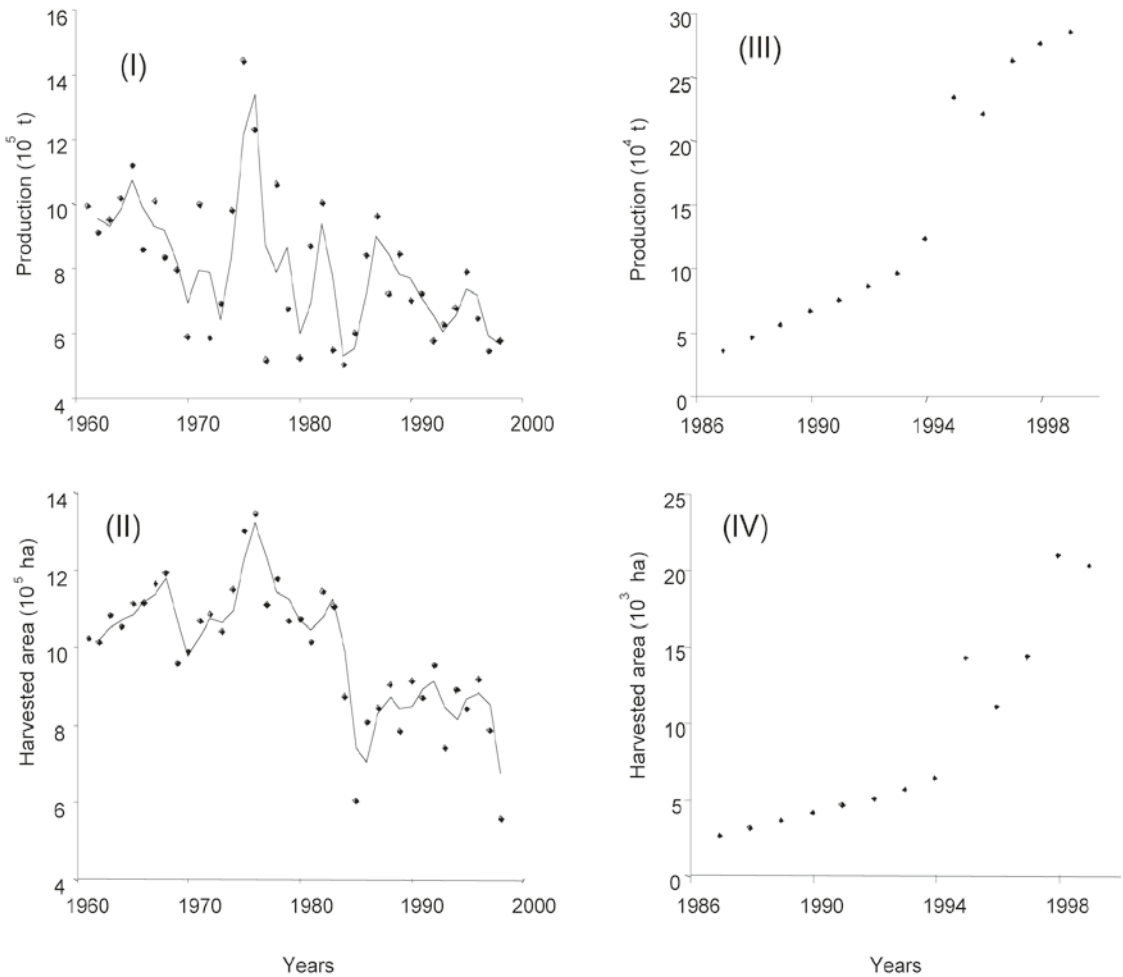 (I)
Production (10^5 t)
16
14
12
10
8
6
4
1960 1970 1980 1990 2000
(III)
Production (10^4 t)
30
25
20
15
10
5
0
1986 1990 1994 1998
(II)
Harvested area (10^5 ha)
14
12
10
8
6
4
1960 1970 1980 1990 2000
Years
(IV)
Harvested area (10^3 ha)
25
20
15
10
5
0
1986 1990 1994 1998
Years